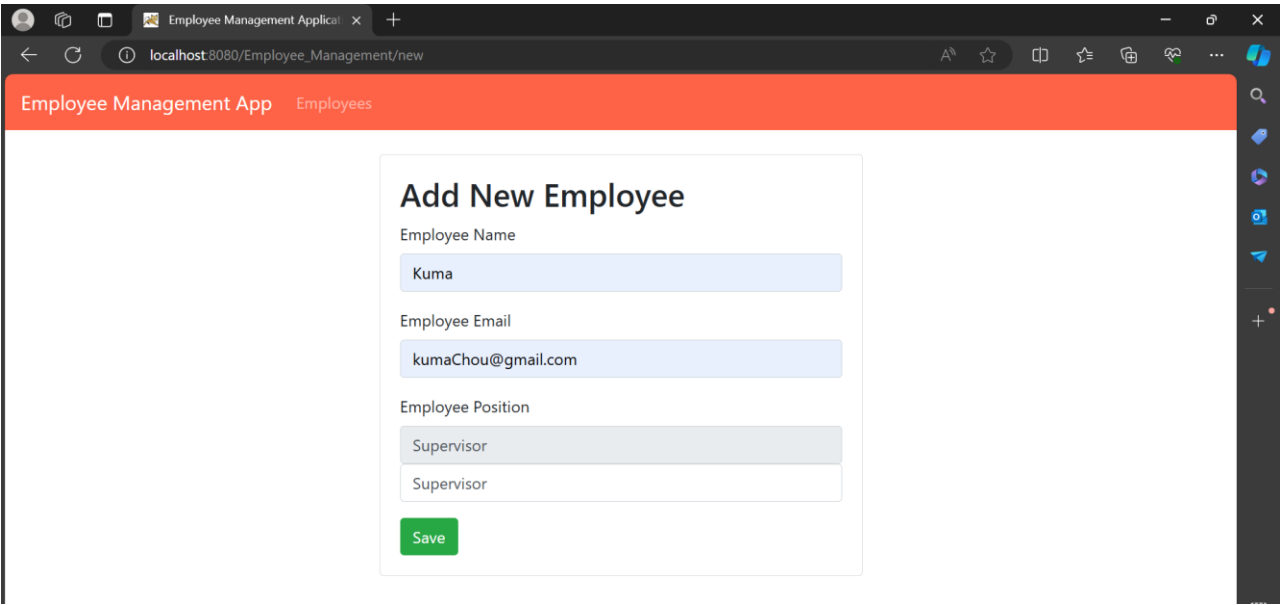 Employee Management Applicati
localhost:8080/Employee_Management/new
Employee Management App Employees
Add New Employee
Employee Name
Kuma
Employee Email
kumaChou@gmail.com
Employee Position
Supervisor
Supervisor
Save